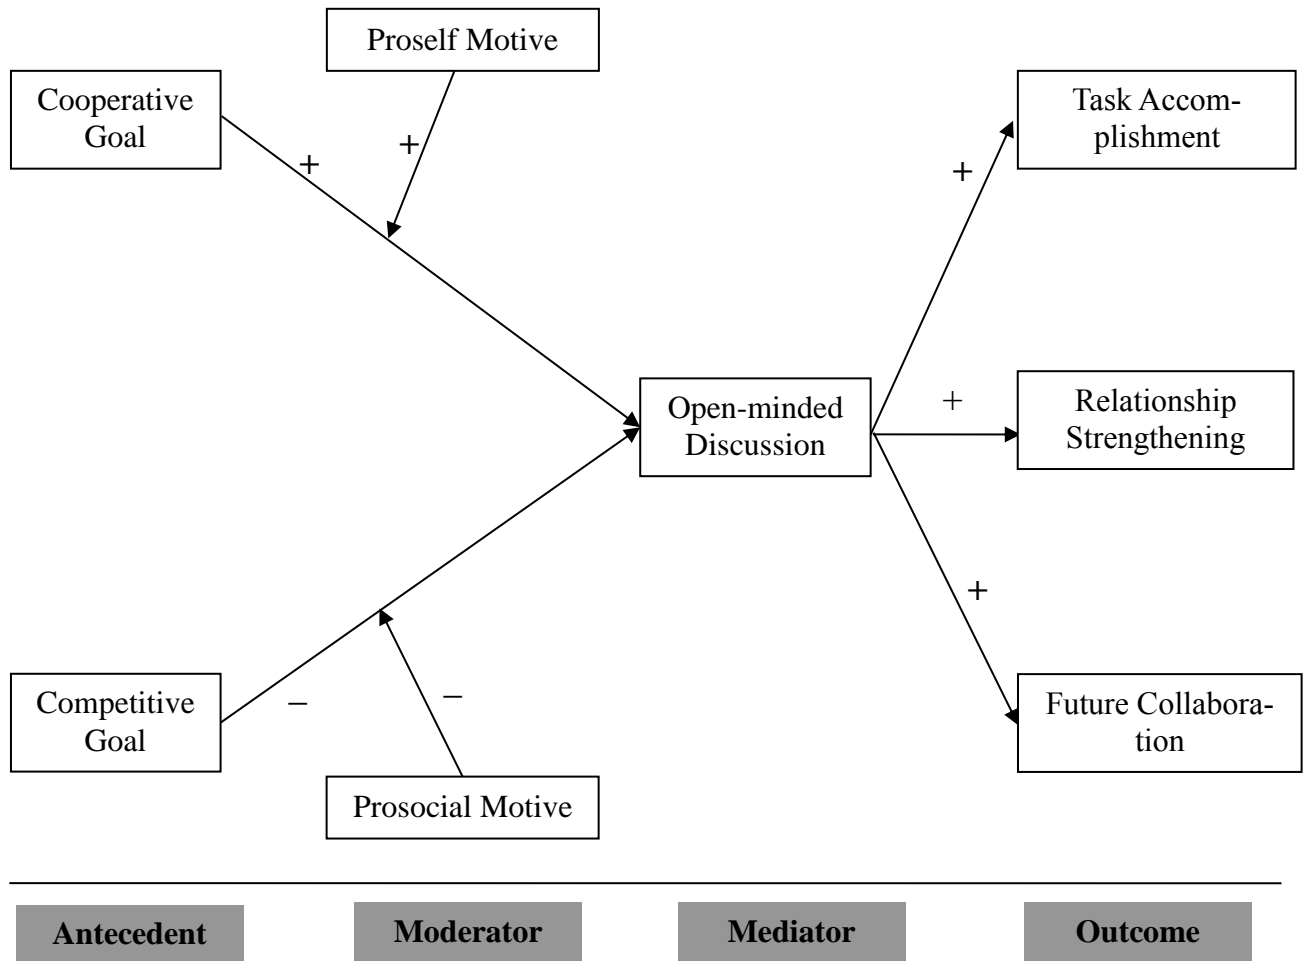 Proself Motive
Cooperative
Goal
Task Accom-
plishment
+
+
+
Open-minded
Discussion
+
Relationship
Strengthening
+
Competitive
Goal
–
–
Future Collabora-
tion
Prosocial Motive
Antecedent
Moderator
Mediator
Outcome